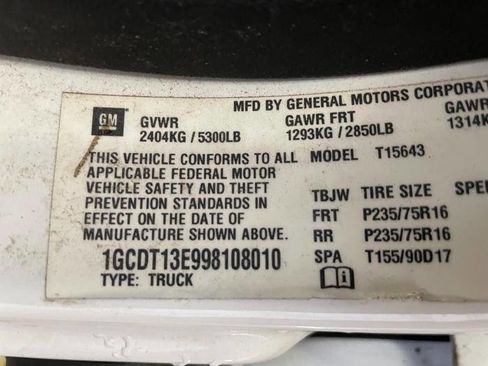 MFD BY GENERAL MOTORS CORPORAT
GM GVWR GAWR FRT GAWR
2404KG / 5300LB 1293KG / 2850LB 1314K
THIS VEHICLE CONFORMS TO ALL MODEL T15643
APPLICABLE FEDERAL MOTOR
VEHICLE SAFETY AND THEFT TBJW TIRE SIZE SPE
PREVENTION STANDARDS IN FRT P235/75R16
EFFECT ON THE DATE OF RR P235/75R16
MANUFACTURE SHOWN ABOVE. SPA T155/90D17
1GCDT13E998108010
TYPE: TRUCK